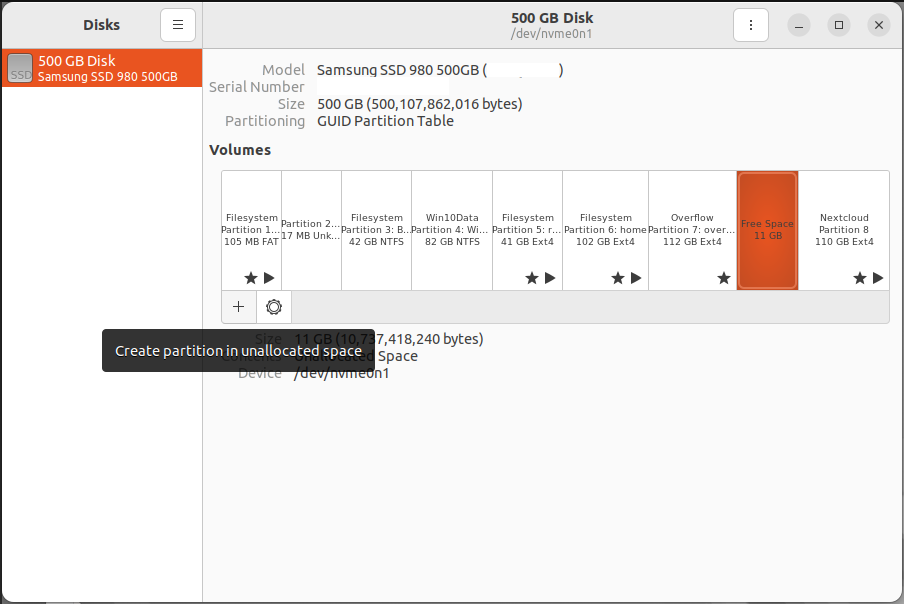 Disks
500 GB Disk
/dev/nvme0n1
SSD
500 GB Disk
Samsung SSD 980 500GB
Model Samsung SSD 980 500GB ( )
Serial Number
Size 500 GB (500,107,862,016 bytes)
Partitioning GUID Partition Table
Volumes
Filesystem
Partition 1...
105 MB FAT
Partition 2...
17 MB Unk...
Filesystem
Partition 3: B...
42 GB NTFS
Win10Data
Partition 4: Wi...
82 GB NTFS
Filesystem
Partition 5: r...
41 GB Ext4
Filesystem
Partition 6: home
102 GB Ext4
Overflow
Partition 7: over...
112 GB Ext4
Free Space
11 GB
Nextcloud
Partition 8
110 GB Ext4
Size 11 GB (10,737,418,240 bytes)
Create partition in unallocated space
Contents Unallocated Space
Device /dev/nvme0n1